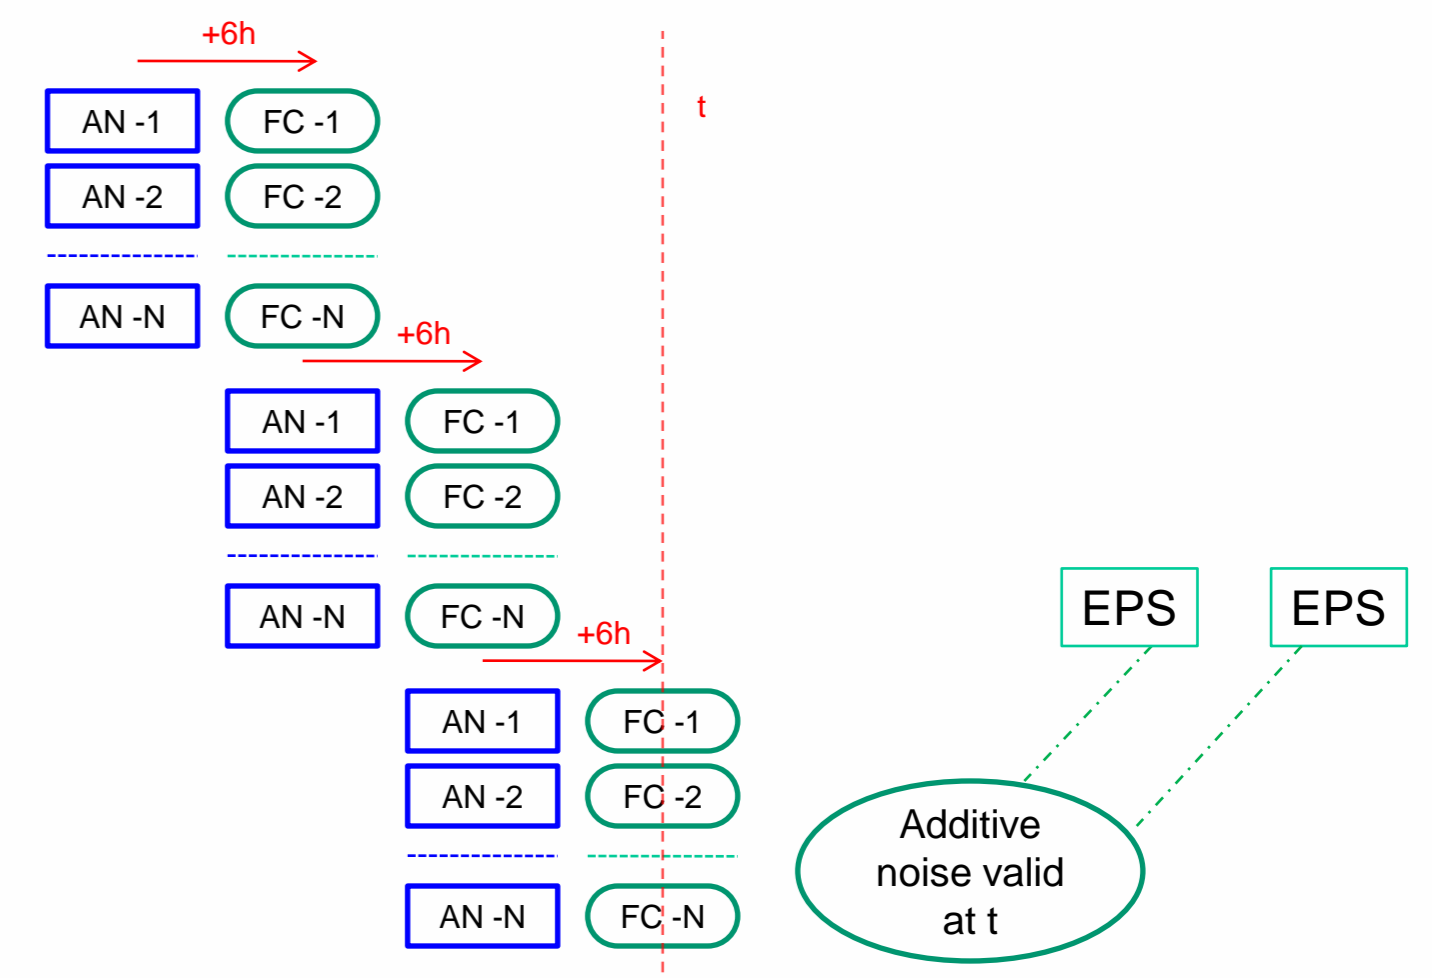 +6h
t
AN -1 FC -1
AN -2 FC -2
AN -N FC -N
+6h
AN -1 FC -1
AN -2 FC -2
AN -N FC -N
+6h
EPS EPS
AN -1 FC -1
AN -2 FC -2
AN -N FC -N
Additive
noise valid
at t